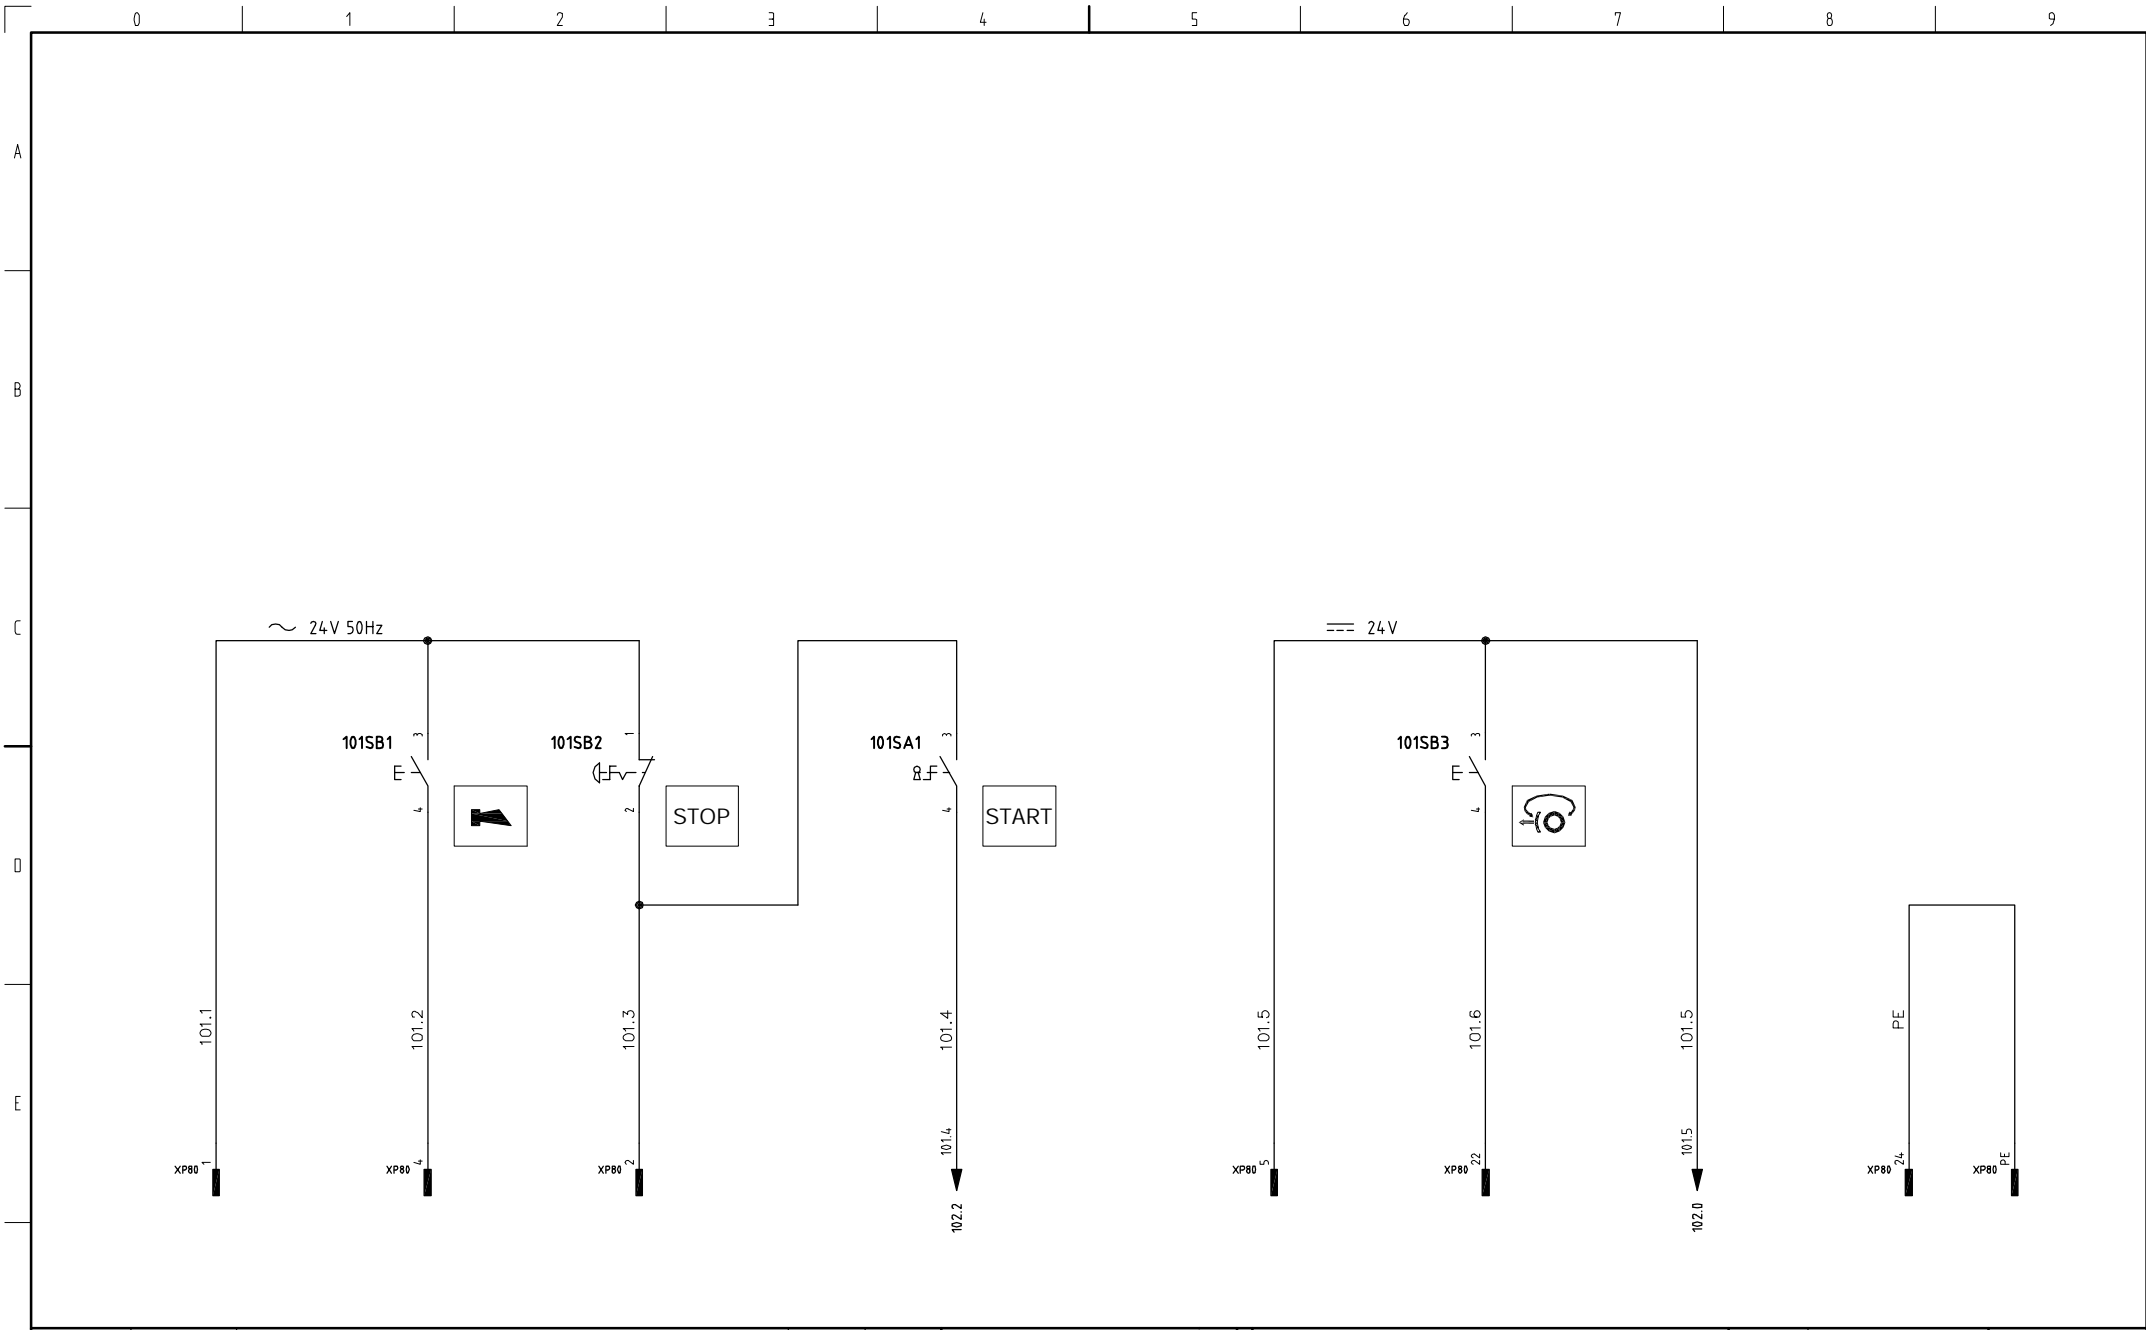 0 1 2 3 4 5 6 7 8 9
A
B
C
~ 24V 50Hz
24V
101SB1
3
101SB2
1
101SA1
3
101SB3
3
4
2
4
4
STOP
START
D
101.1
101.2
101.3
101.4
101.5
101.6
101.5
PE
E
101.4
101.5
XP80 1
XP80 4
XP80 2
XP80 5
XP80 22
XP80 24
XP80 PE
102.2
102.0